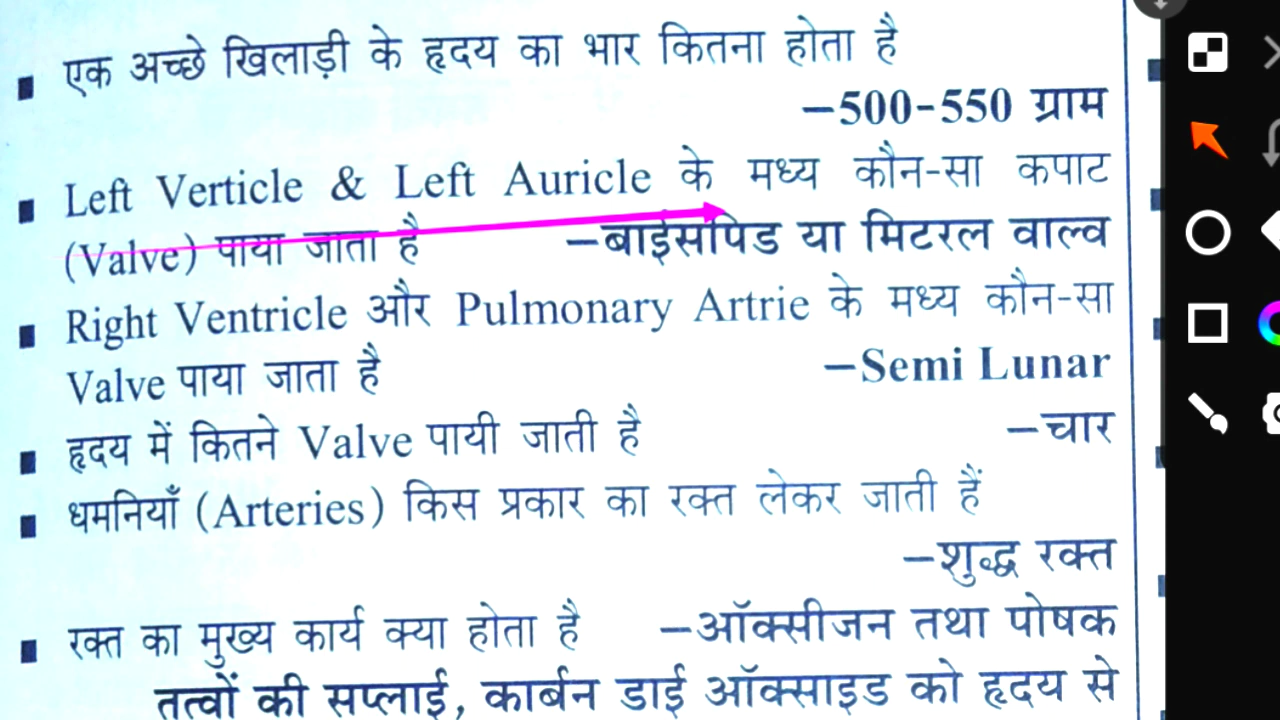 एक अच्छे खिलाड़ी के हृदय का भार कितना होता है
–500-550 ग्राम
Left Verticle & Left Auricle के मध्य कौन-सा कपाट
(Valve) पाया जाता है –बाईसपिड या मिटरल वाल्व
Right Ventricle और Pulmonary Artrie के मध्य कौन-सा
Valve पाया जाता है –Semi Lunar
हृदय में कितने Valve पायी जाती है –चार
धमनियाँ (Arteries) किस प्रकार का रक्त लेकर जाती हैं
–शुद्ध रक्त
रक्त का मुख्य कार्य क्या होता है –ऑक्सीजन तथा पोषक
तत्वों की सप्लाई, कार्बन डाई ऑक्साइड को हृदय से